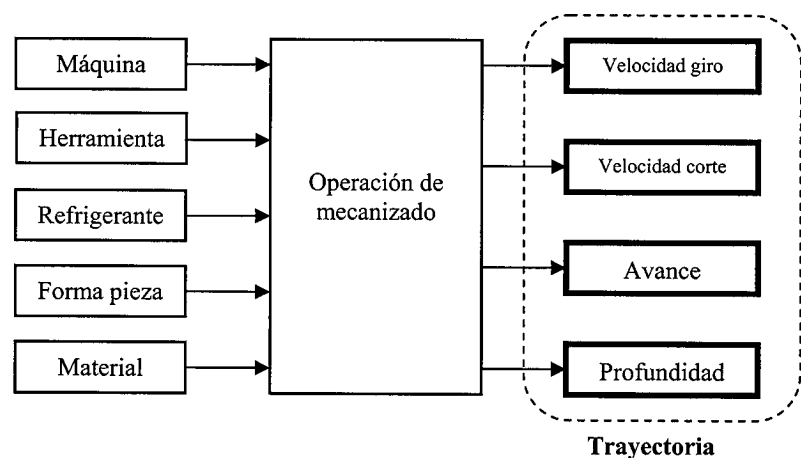 Máquina
Herramienta
Refrigerante
Forma pieza
Material
Operación de
mecanizado
Velocidad giro
Velocidad corte
Avance
Profundidad
Trayectoria